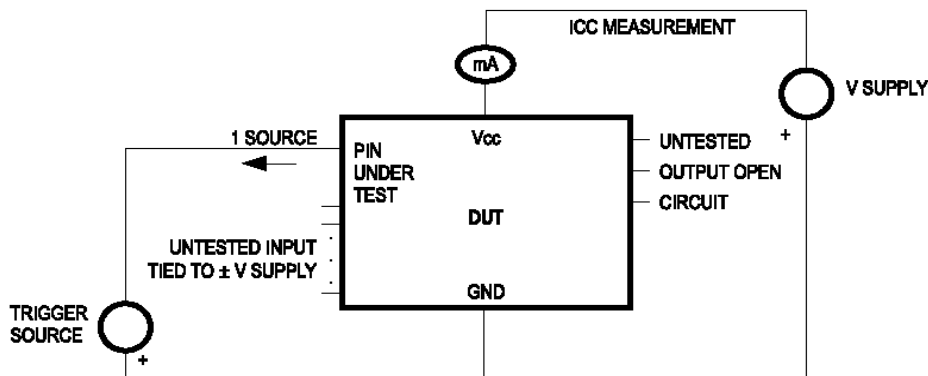 ICC MEASUREMENT
mA
V SUPPLY
+
1 SOURCE
Vcc
PIN
UNDER
TEST
UNTESTED
OUTPUT OPEN
CIRCUIT
DUT
UNTESTED INPUT
TIED TO ± V SUPPLY
GND
TRIGGER
SOURCE
+